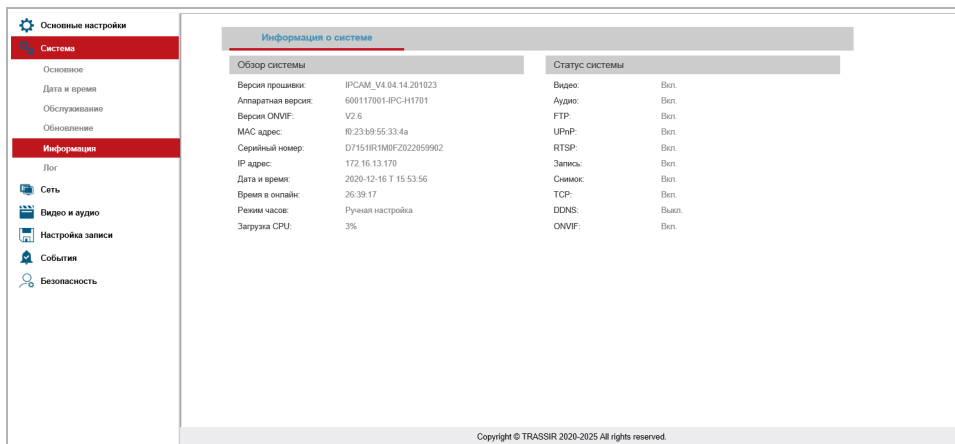 Основные настройки
Система
Основное
Дата и время
Обслуживание
Обновление
Информация
Лог
Сеть
Видео и аудио
Настройка записи
События
Безопасность
Информация о системе
Обзор системы
Версия прошивки: IPCAM_V4.04.14.201023
Аппаратная версия: 600117001-IPC-H1701
Версия ONVIF: V2.6
MAC адрес: f0:23:b9:55:33:4a
Серийный номер: D7151IR1M0FZ022059902
IP адрес: 172.16.13.170
Дата и время: 2020-12-16 T 15:53:56
Время в онлайн: 26:39:17
Режим часов: Ручная настройка
Загрузка CPU: 3%
Статус системы
Видео: Вкл.
Аудио: Вкл.
FTP: Вкл.
UPnP: Вкл.
RTSP: Вкл.
Запись: Вкл.
Снимок: Вкл.
TCP: Вкл.
DDNS: Выкл.
ONVIF: Вкл.
Copyright © TRASSIR 2020-2025 All rights reserved.